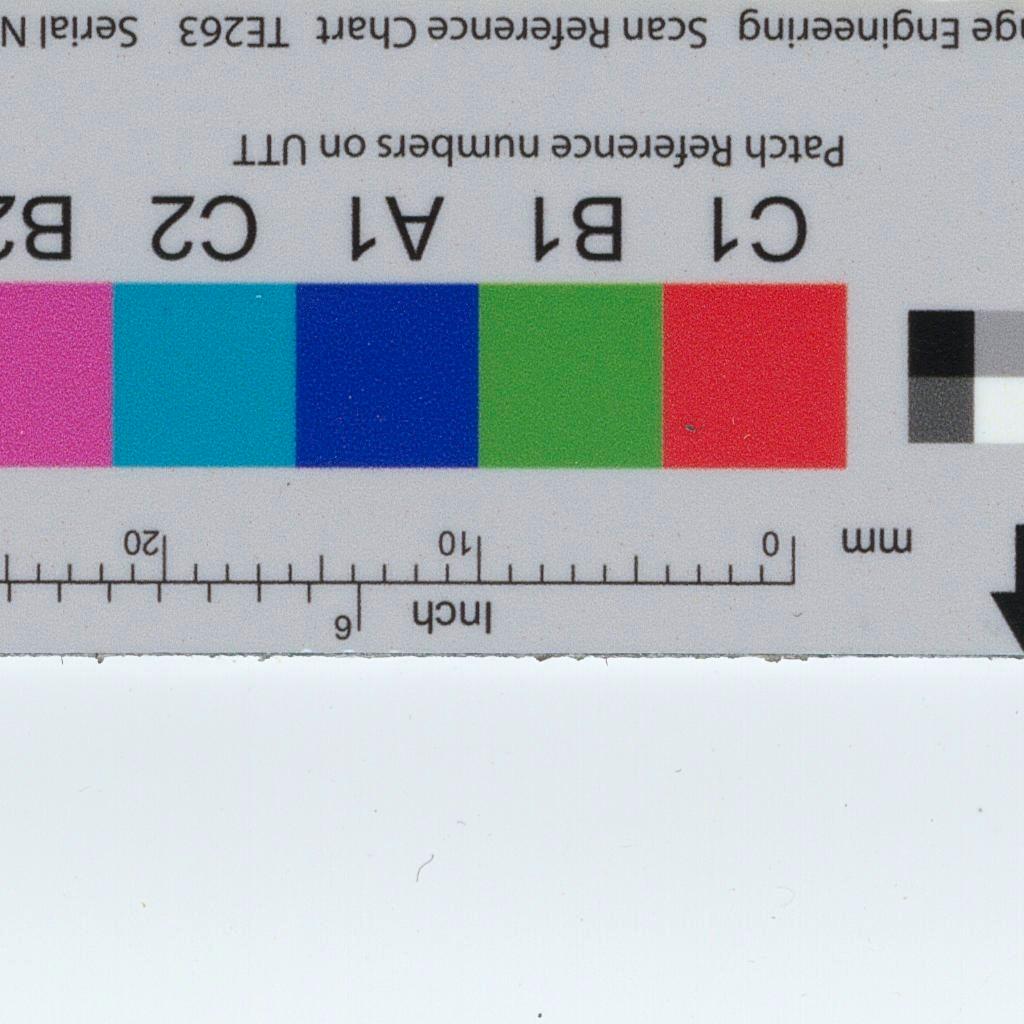 Inch 6
mm 0 10 20
C1 B1 A1 C2 B2
Patch Reference numbers on UTT
Engineering Scan Reference Chart TE263 Serial N